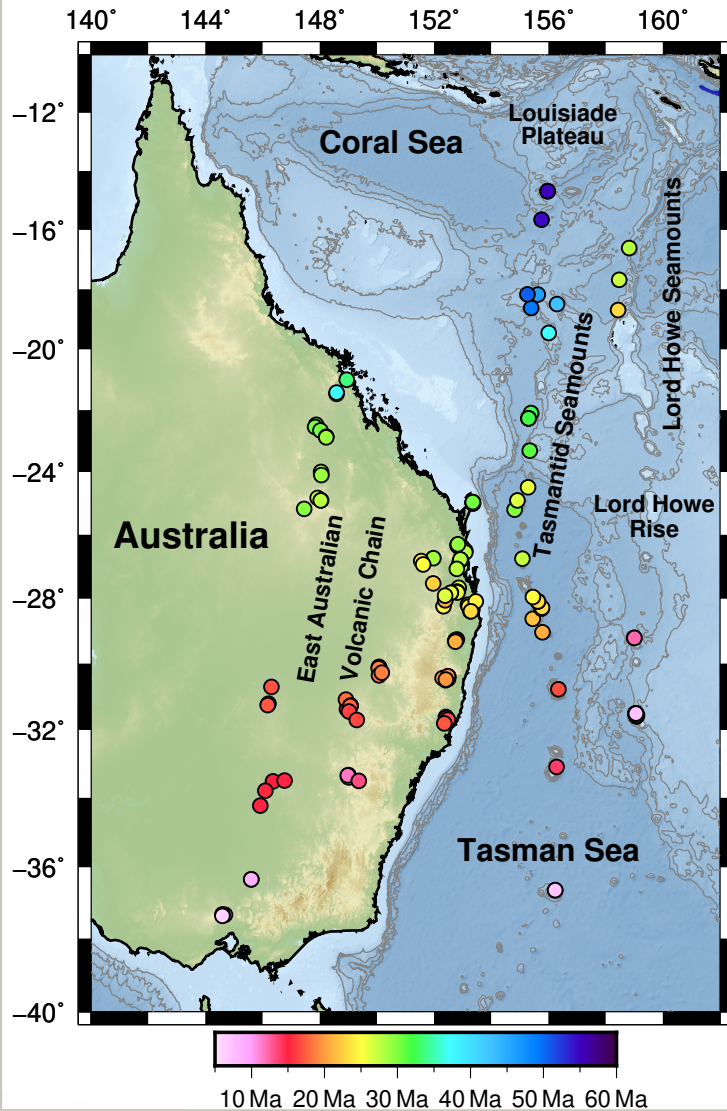 140° 144° 148° 152° 156° 160°
−12°
−16°
−20°
−24°
−28°
−32°
−36°
−40°
Coral Sea
Louisiade
Plateau
Lord Howe Seamounts
Tasmantid Seamounts
Lord Howe
Rise
Australia
East Australian
Volcanic Chain
Tasman Sea
10 Ma 20 Ma 30 Ma 40 Ma 50 Ma 60 Ma